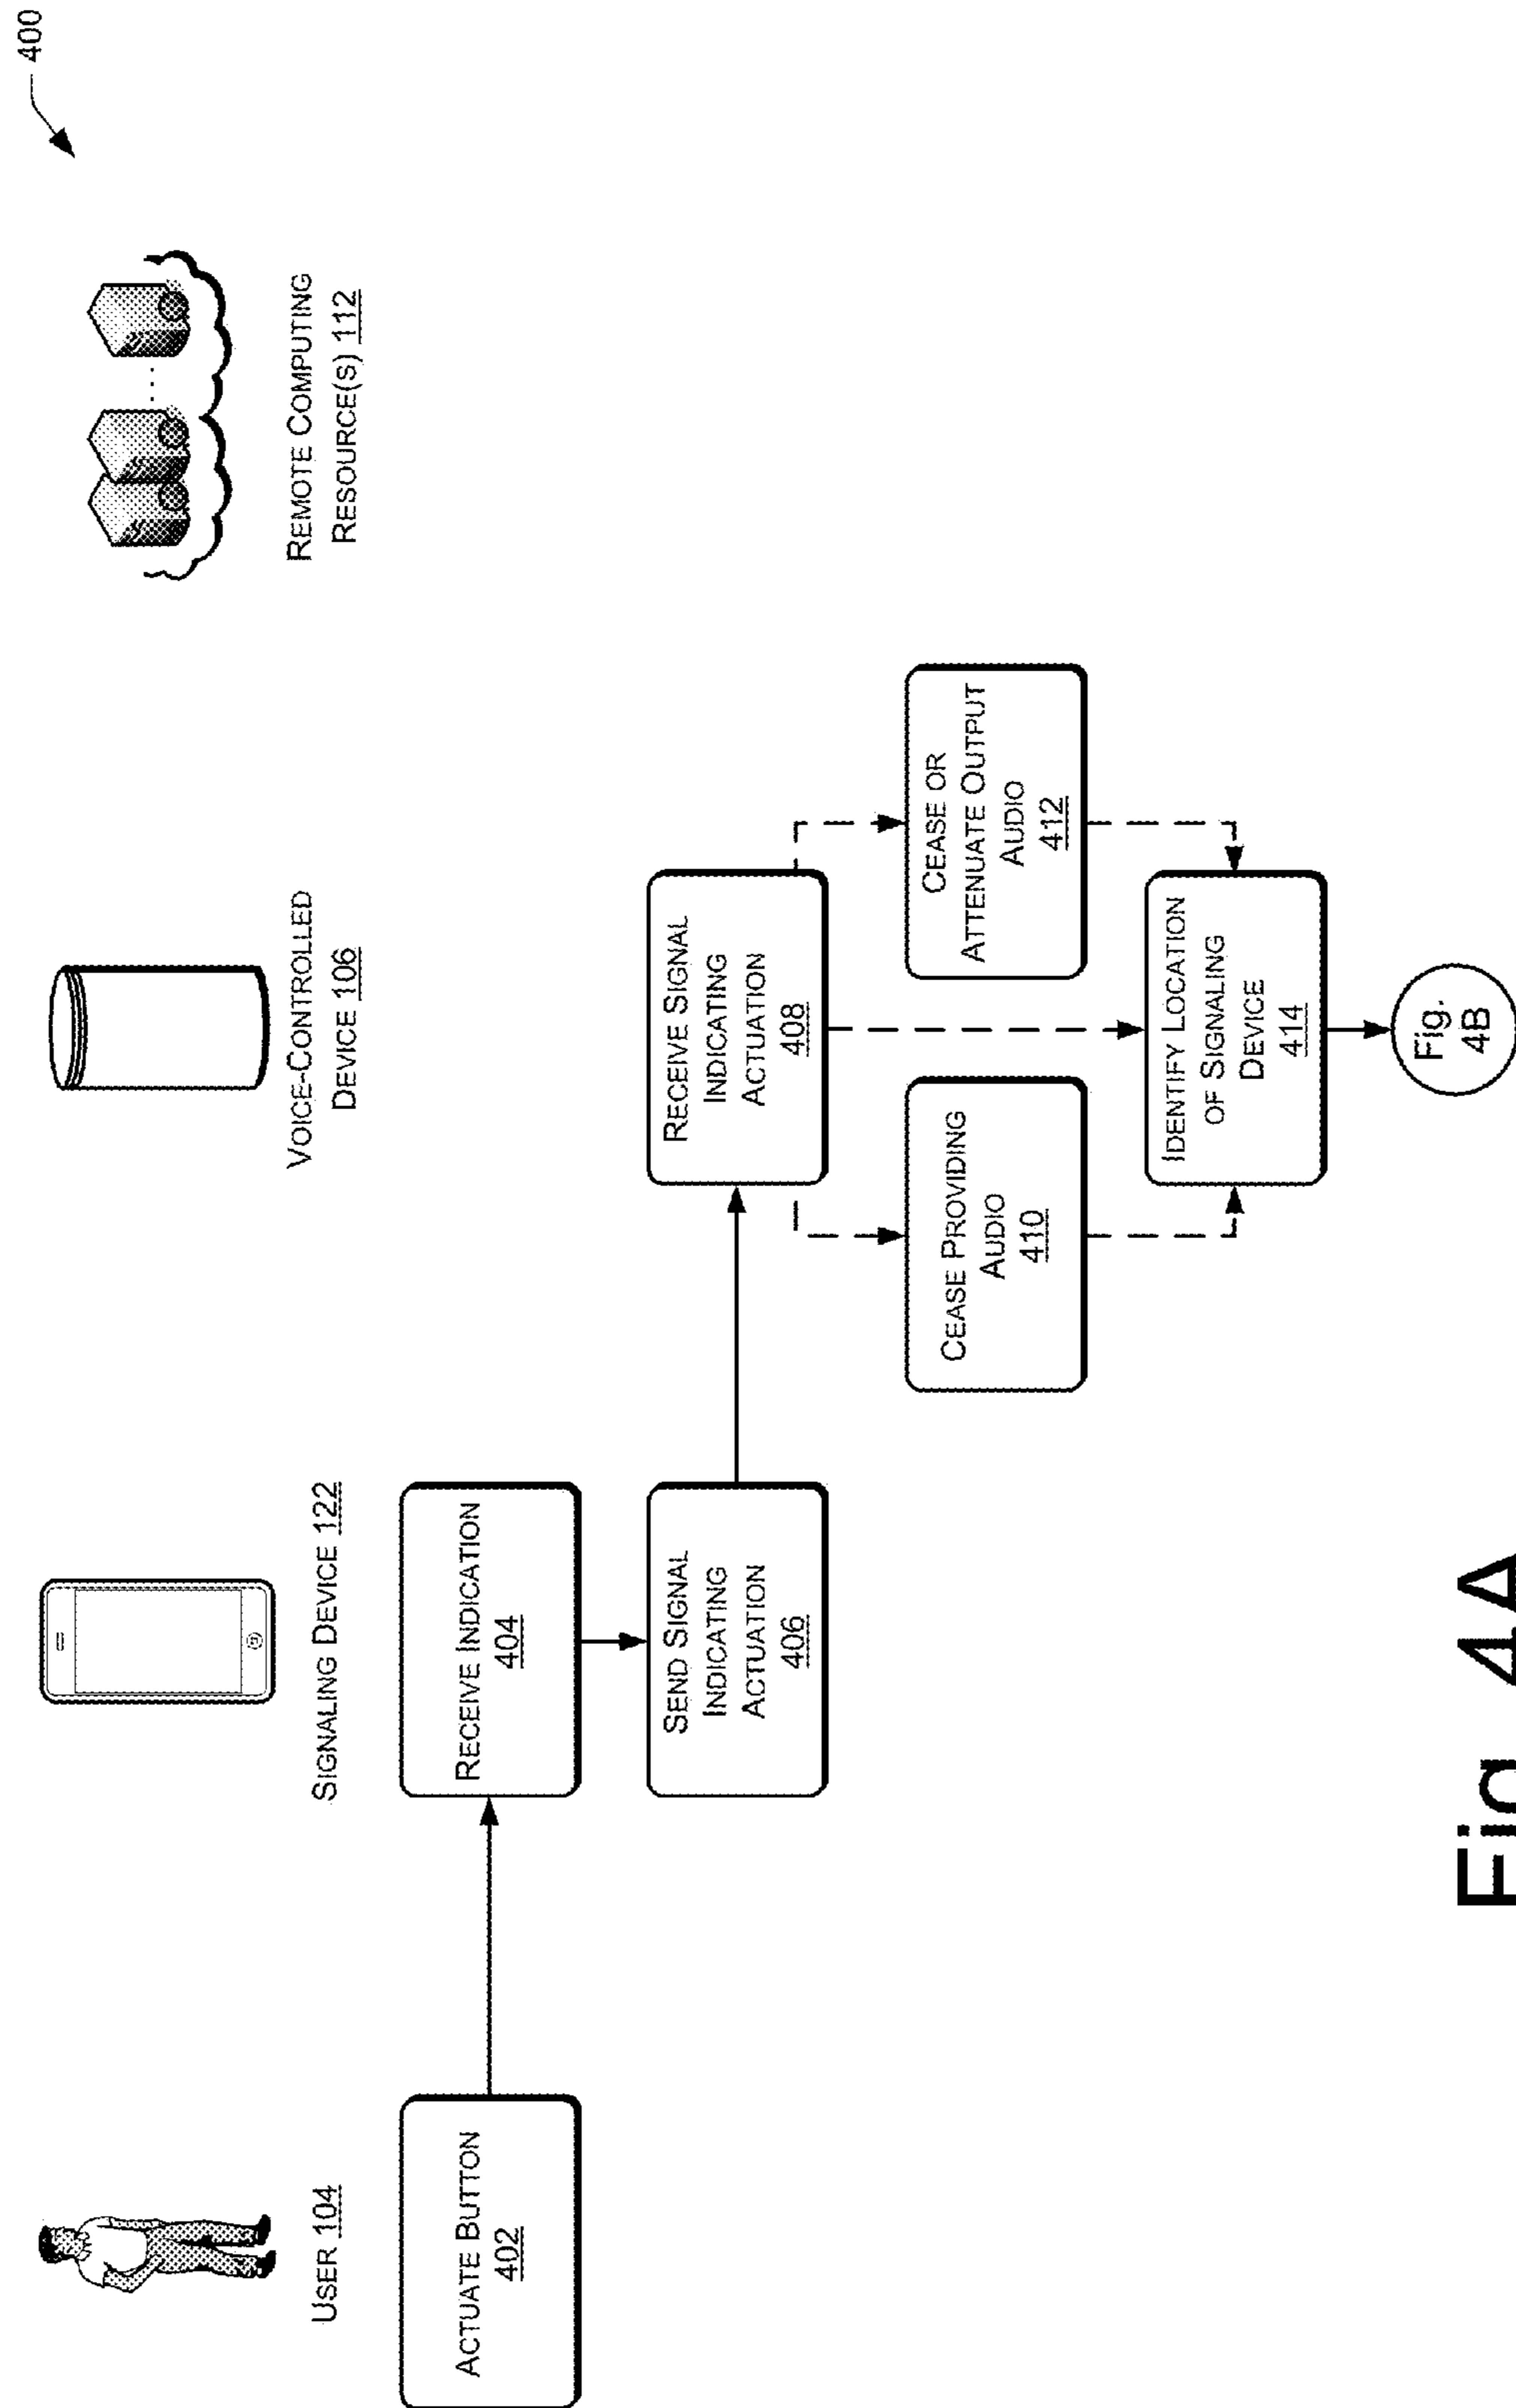 400
USER 104
SIGNALING DEVICE 122
VOICE-CONTROLLED
DEVICE 106
REMOTE COMPUTING
RESOURCE(S) 112
ACTUATE BUTTON
402
RECEIVE INDICATION
404
SEND SIGNAL
INDICATING
ACTUATION
406
RECEIVE SIGNAL
INDICATING
ACTUATION
408
CEASE PROVIDING
AUDIO
410
CEASE OR
ATTENUATE OUTPUT
AUDIO
412
IDENTIFY LOCATION
OF SIGNALING
DEVICE
414
Fig.
4B
Fig. 4A